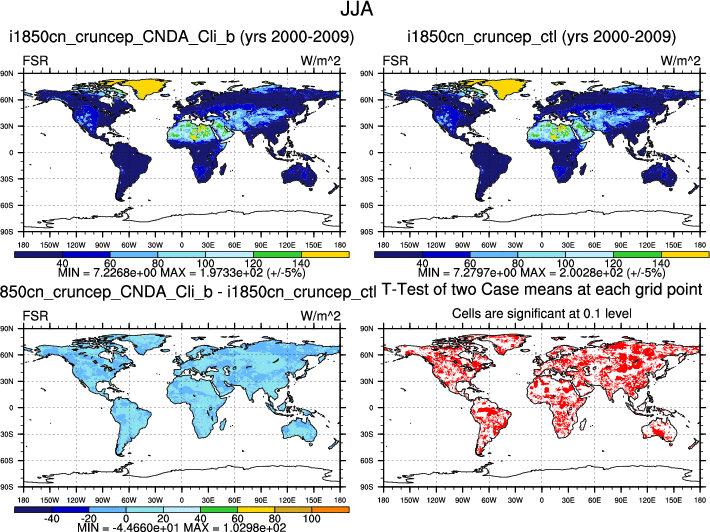 JJA
i1850cn_cruncep_CNDA_Cli_b (yrs 2000-2009)
i1850cn_cruncep_ctl (yrs 2000-2009)
FSR W/m^2
FSR W/m^2
90N
60N
30N
0
30S
60S
90S
180 150W 120W 90W 60W 30W 0 30E 60E 90E 120E 150E 180
40 60 80 100 120 140
MIN = 7.2268e+00 MAX = 1.9733e+02 (+/-5%)
90N
60N
30N
0
30S
60S
90S
180 150W 120W 90W 60W 30W 0 30E 60E 90E 120E 150E 180
40 60 80 100 120 140
MIN = 7.2797e+00 MAX = 2.0028e+02 (+/-5%)
850cn_cruncep_CNDA_Cli_b - i1850cn_cruncep_ctl
T-Test of two Case means at each grid point
FSR W/m^2
Cells are significant at 0.1 level
90N
60N
30N
0
30S
60S
90S
180 150W 120W 90W 60W 30W 0 30E 60E 90E 120E 150E 180
-40 -20 0 20 40 60 80 100
MIN = -4.4660e+01 MAX = 1.0298e+02
90N
60N
30N
0
30S
60S
90S
180 150W 120W 90W 60W 30W 0 30E 60E 90E 120E 150E 180